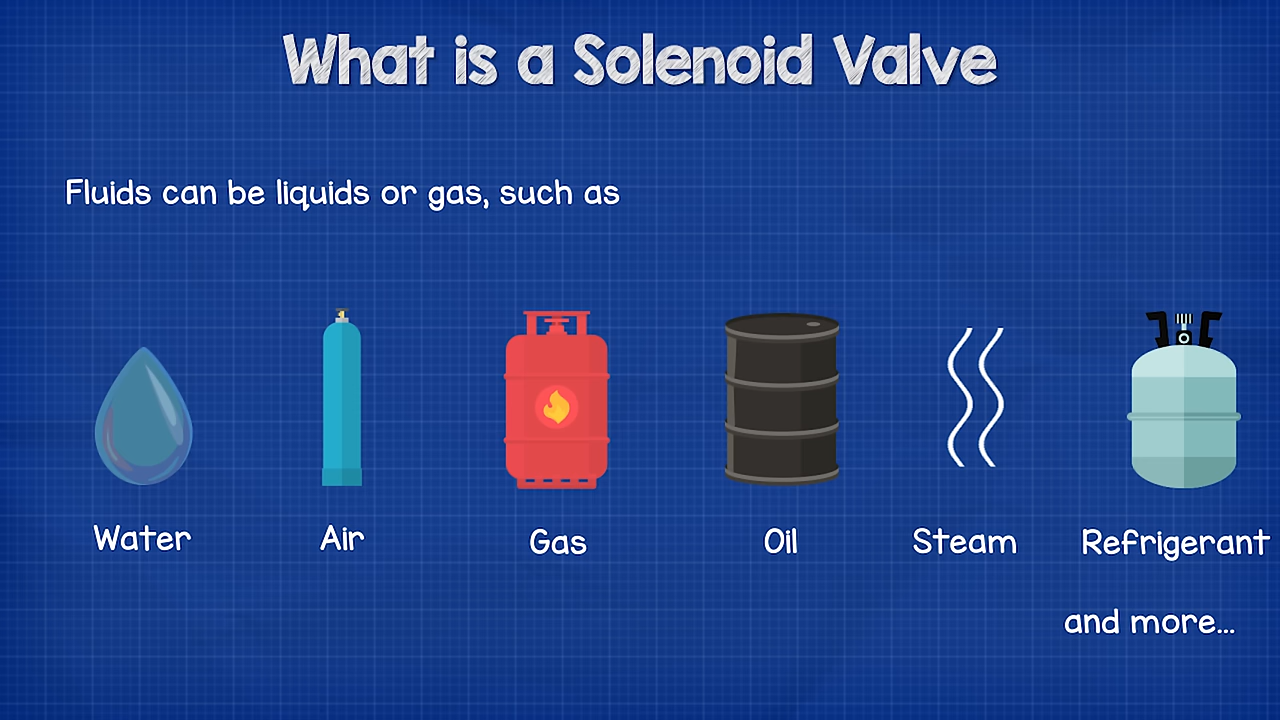 What is a Solenoid Valve
Fluids can be liquids or gas, such as
Water
Air
Gas
Oil
Steam
Refrigerant
and more...